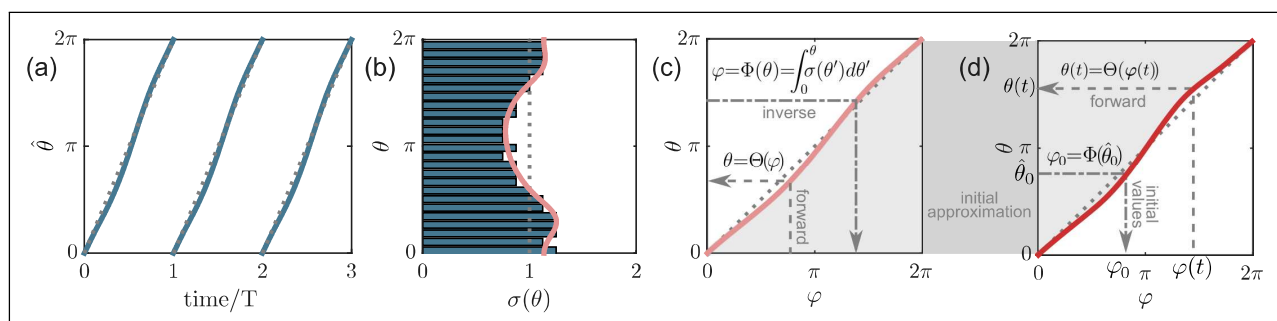 (a)
2π
π
0
θ̂
0
1
2
3
time/T
(b)
2π
π
0
θ
0
1
2
σ(θ)
(c)
2π
π
0
θ
φ=Φ(θ)=∫₀^θ σ(θ′)dθ′
inverse
θ=Θ(φ)
forward
0
π
2π
φ
initial
approximation
(d)
2π
θ(t)
π
θ
θ̂₀
0
θ(t)=Θ(φ(t))
forward
φ₀=Φ(θ̂₀)
initial
values
0
φ₀
π
φ(t)
2π
φ